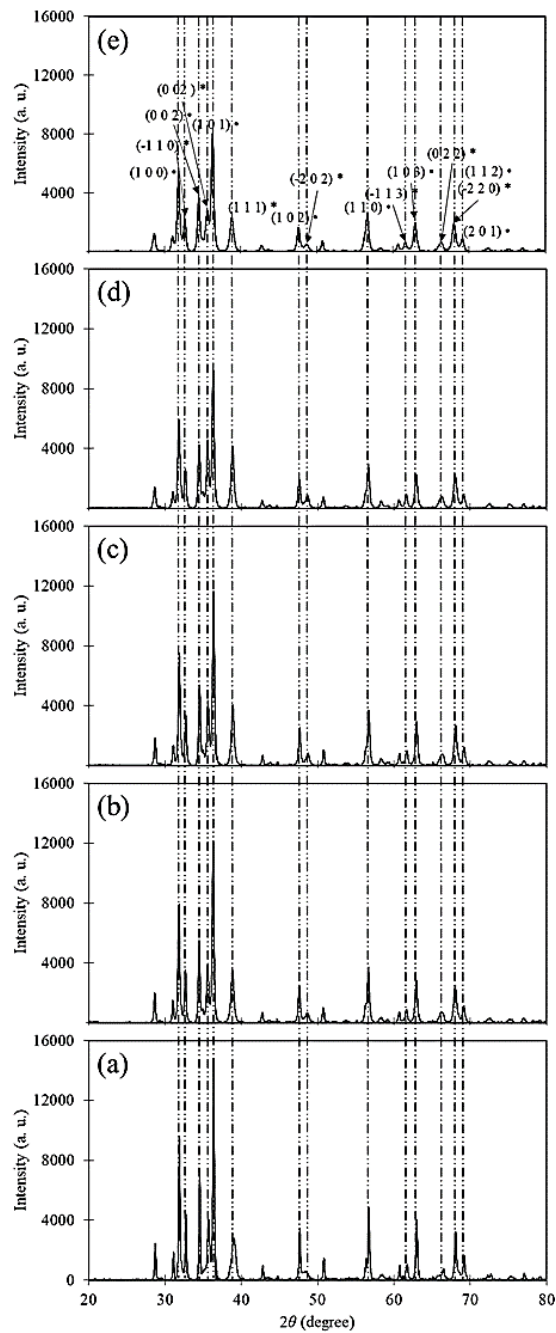 16000
(e)
12000
Intensity (a. u.)
8000
4000
0
(0 0 2) *
(0 0 2) •
(1 0 1) •
(-1 1 0) *
(1 0 0) •
(1 1 1) *
(1 0 2) •
(-2 0 2) *
(1 1 0) •
(-1 1 3) *
(1 0 3) •
(0 2 2) *
(1 1 2) •
(-2 2 0) *
(2 0 1) •
16000
(d)
12000
Intensity (a. u.)
8000
4000
0
16000
(c)
12000
Intensity (a. u.)
8000
4000
0
16000
(b)
12000
Intensity (a. u.)
8000
4000
0
16000
(a)
12000
Intensity (a. u.)
8000
4000
0
20 30 40 50 60 70 80
2θ (degree)